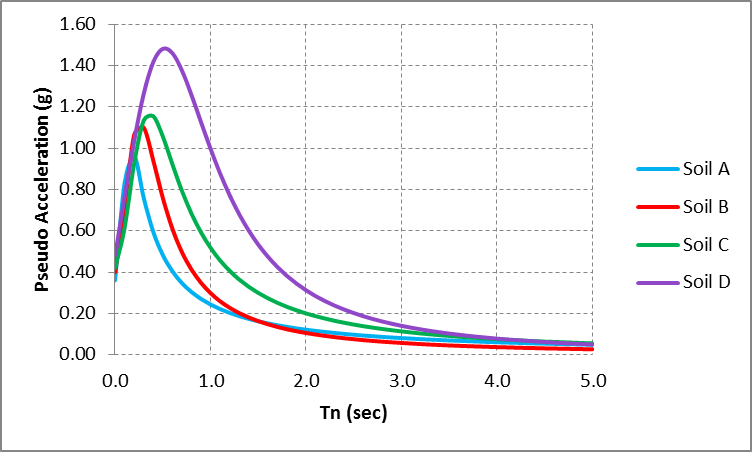 1.60
1.40
1.20
1.00
0.80
0.60
0.40
0.20
0.00
Pseudo Acceleration (g)
0.0 1.0 2.0 3.0 4.0 5.0
Tn (sec)
Soil A
Soil B
Soil C
Soil D